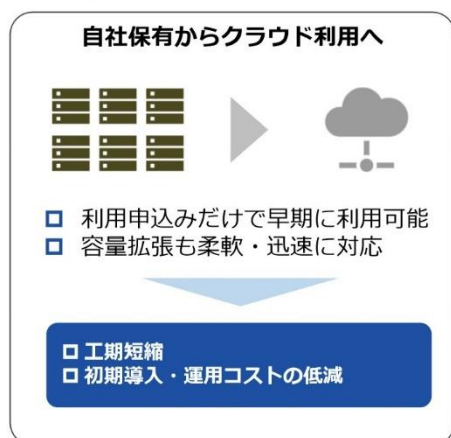 自社保有からクラウド利用へ
利用申込みだけで早期に利用可能
容量拡張も柔軟・迅速に対応
工期短縮
初期導入・運用コストの低減